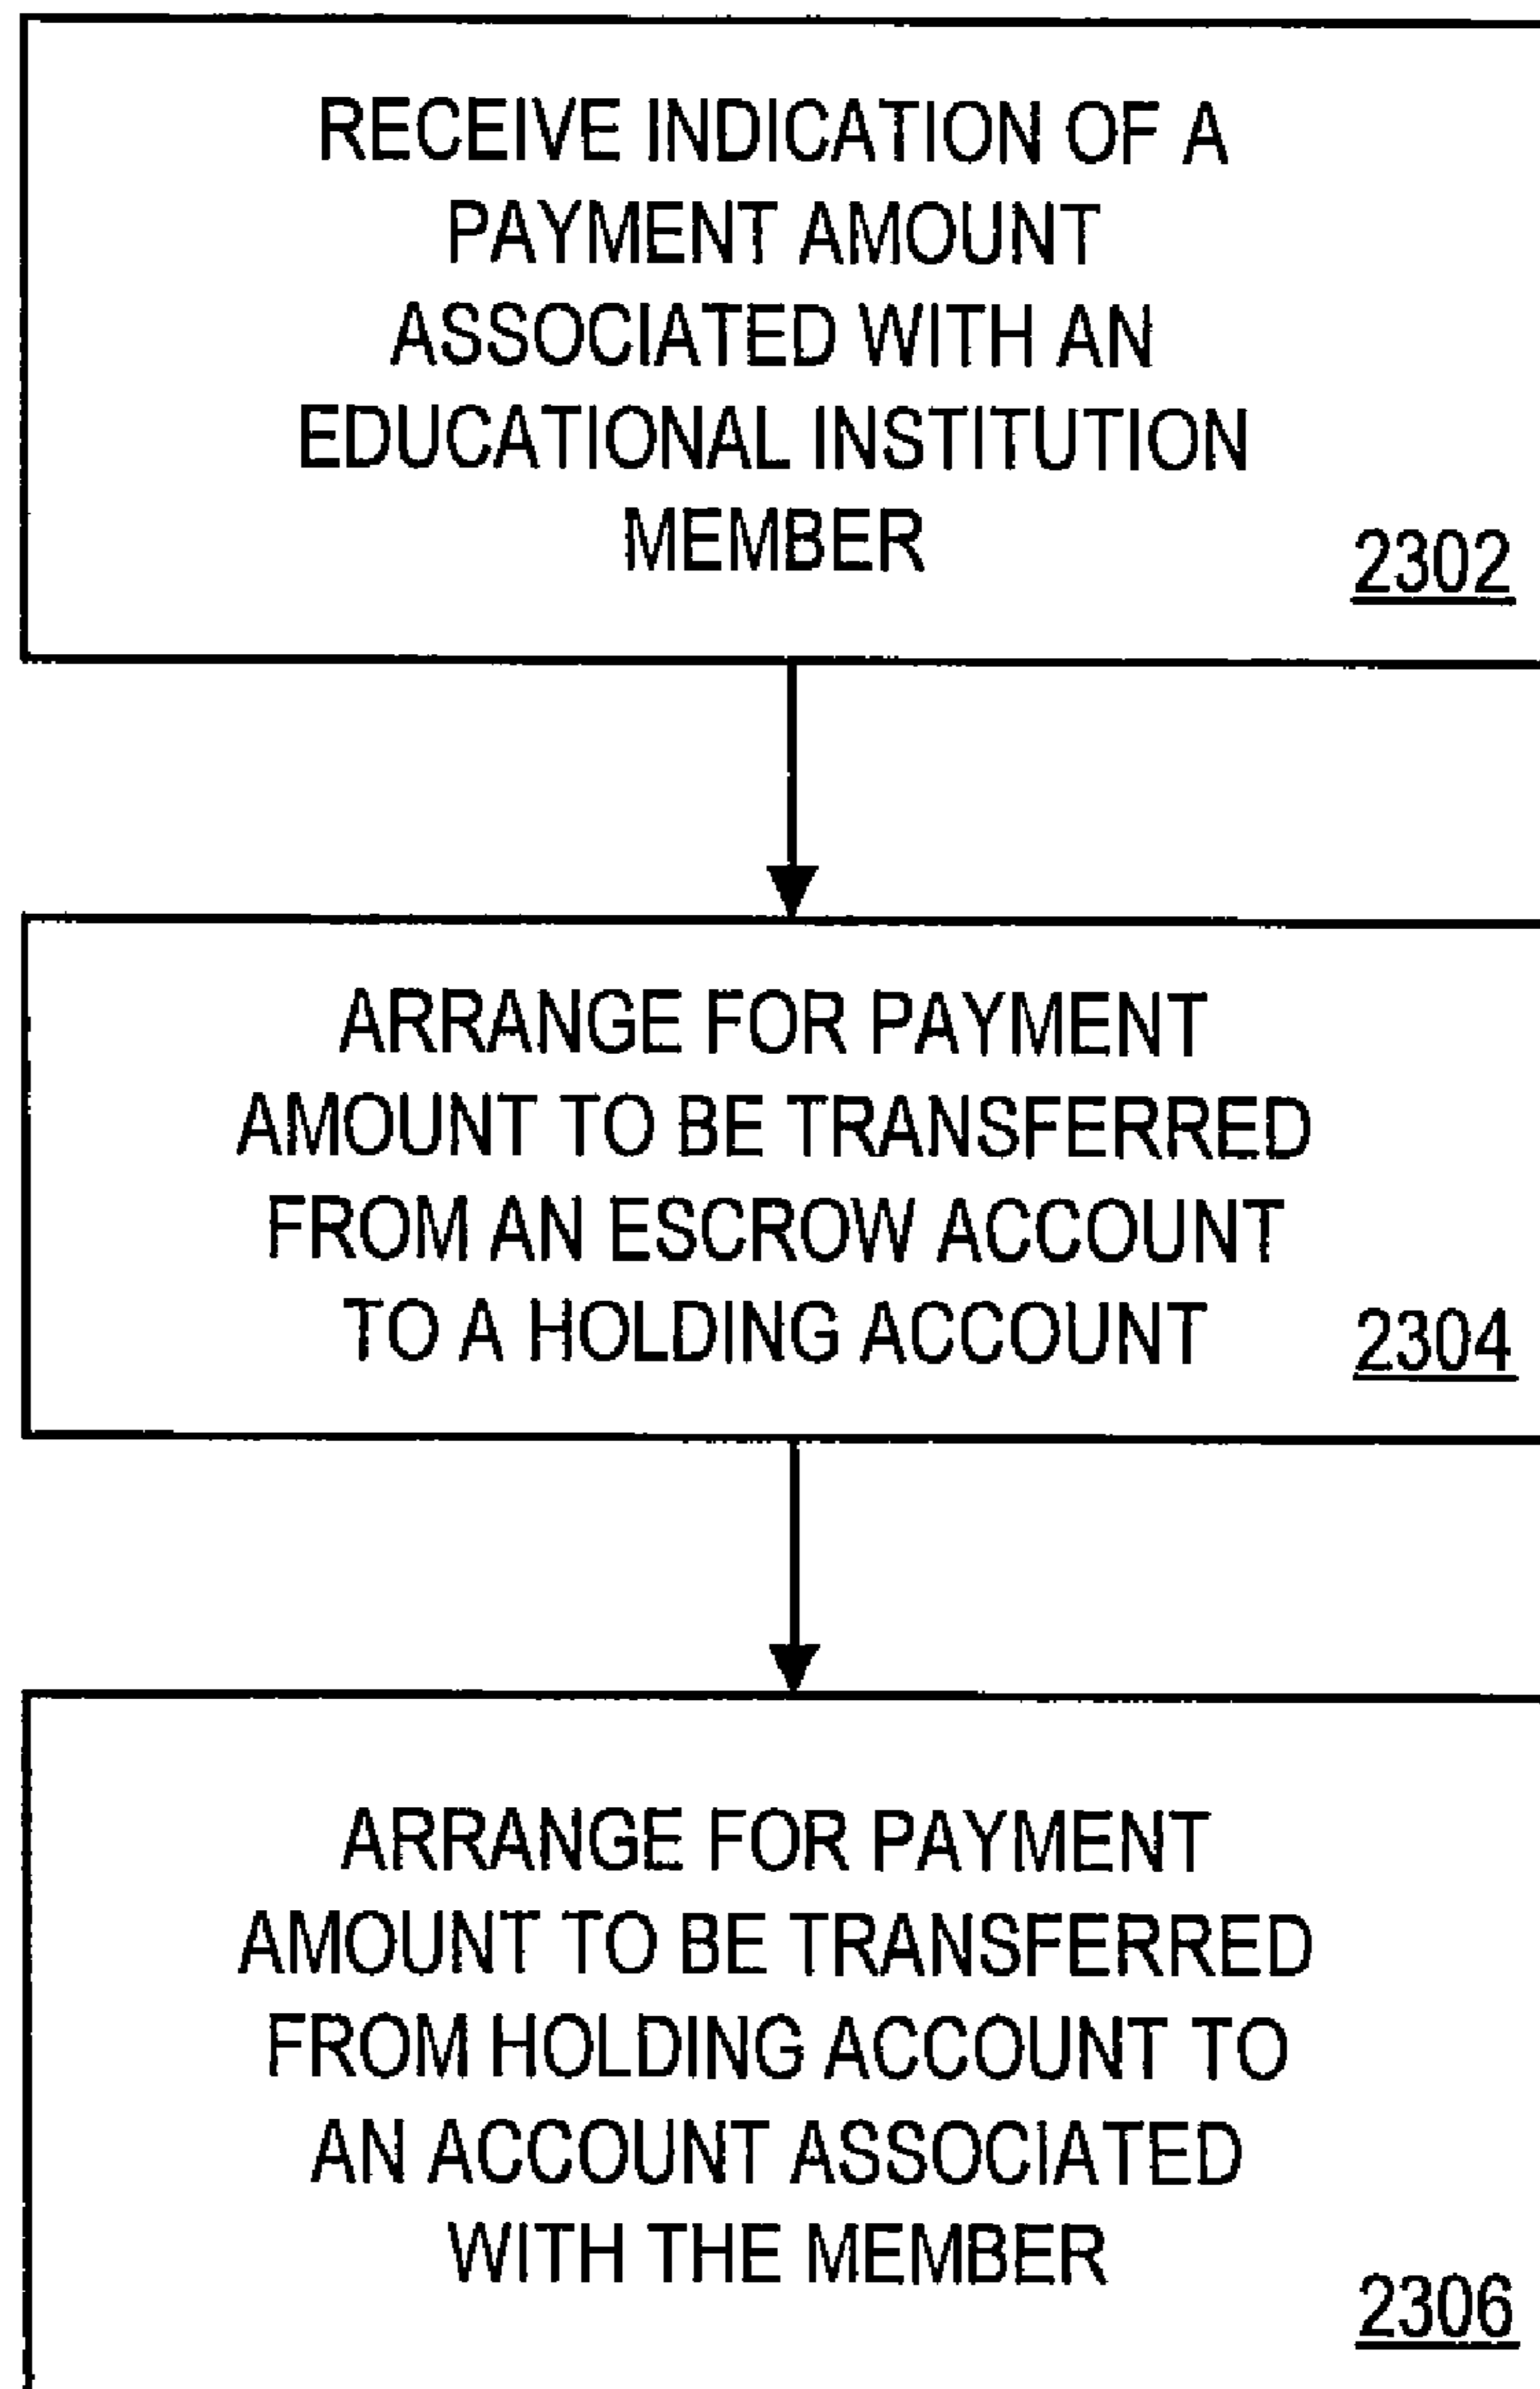 RECEIVE INDICATION OF A
PAYMENT AMOUNT
ASSOCIATED WITH AN
EDUCATIONAL INSTITUTION
MEMBER
2302
ARRANGE FOR PAYMENT
AMOUNT TO BE TRANSFERRED
FROM AN ESCROW ACCOUNT
TO A HOLDING ACCOUNT
2304
ARRANGE FOR PAYMENT
AMOUNT TO BE TRANSFERRED
FROM HOLDING ACCOUNT TO
AN ACCOUNT ASSOCIATED
WITH THE MEMBER
2306